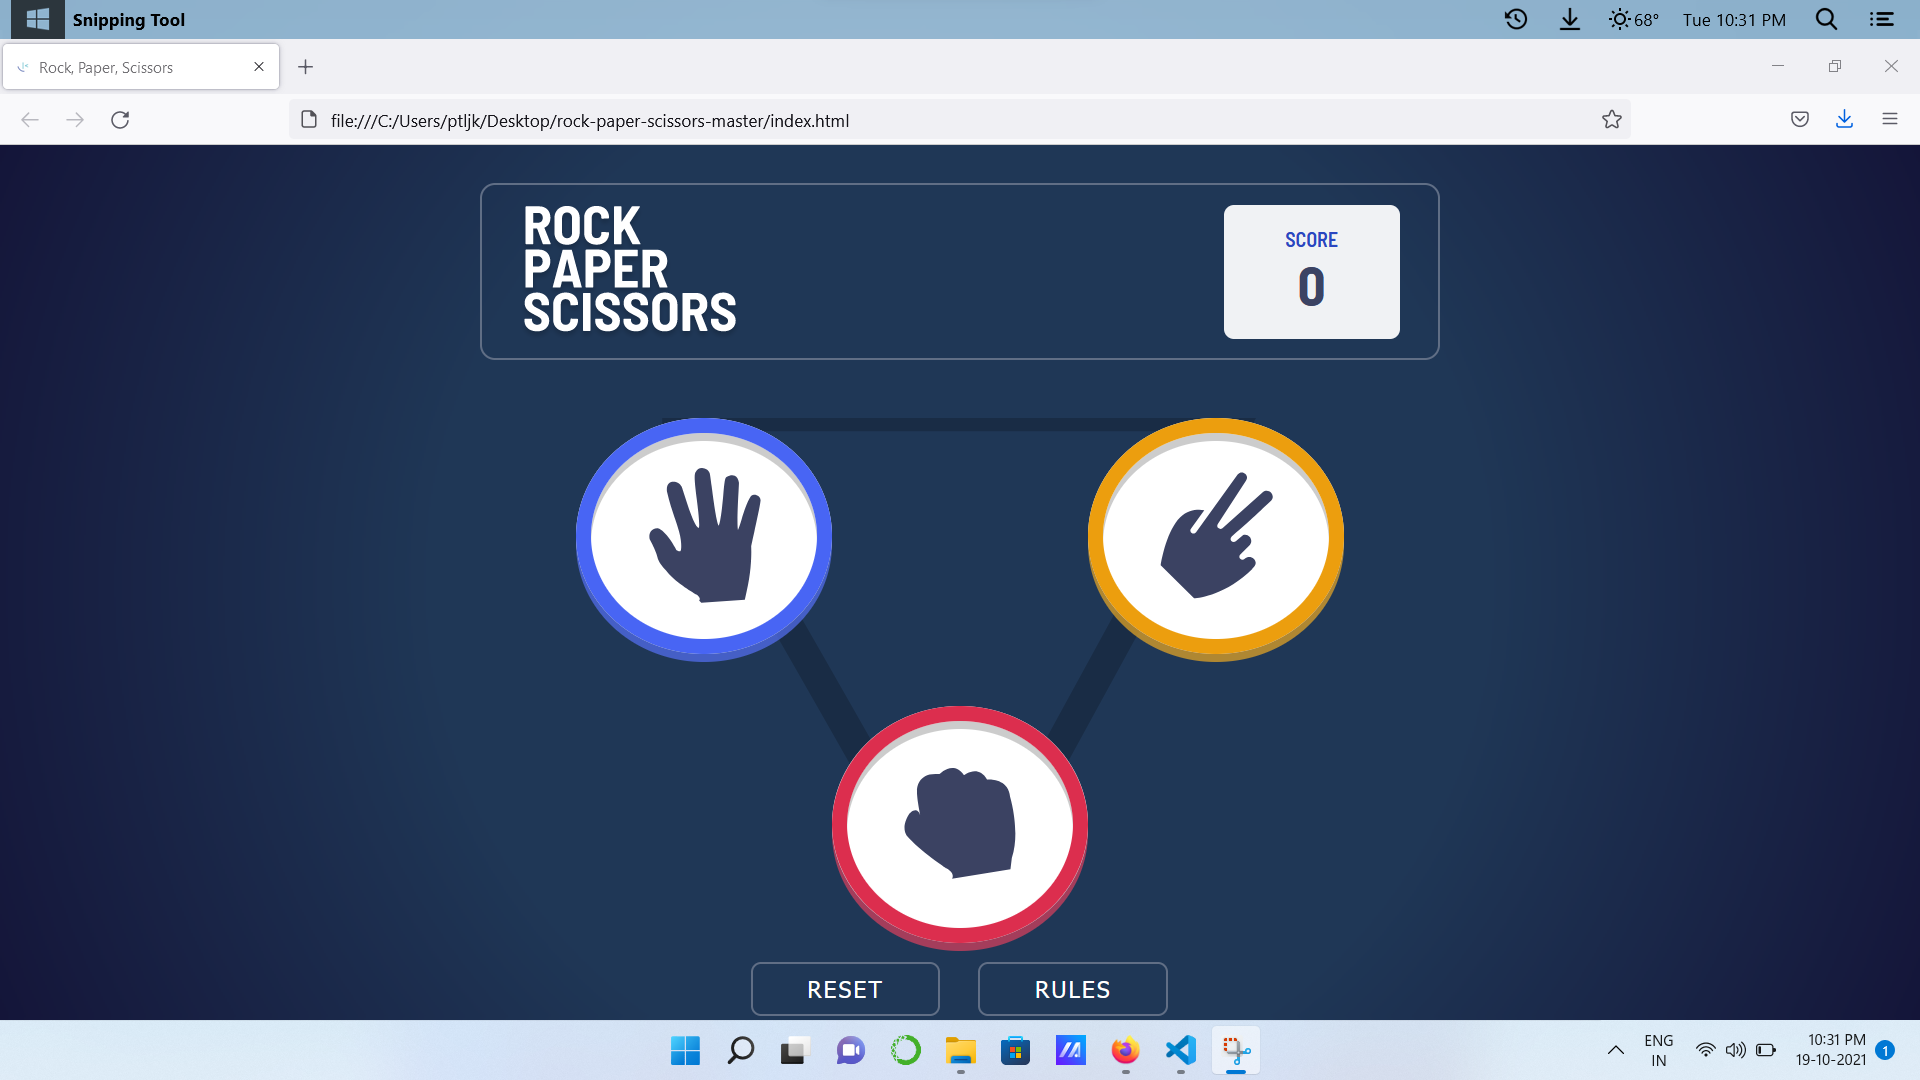 Snipping Tool
68°
Tue 10:31 PM
Rock, Paper, Scissors
file:///C:/Users/ptljk/Desktop/rock-paper-scissors-master/index.html
ROCK
PAPER
SCISSORS
SCORE
0
RESET
RULES
ENG
IN
10:31 PM
19-10-2021
1